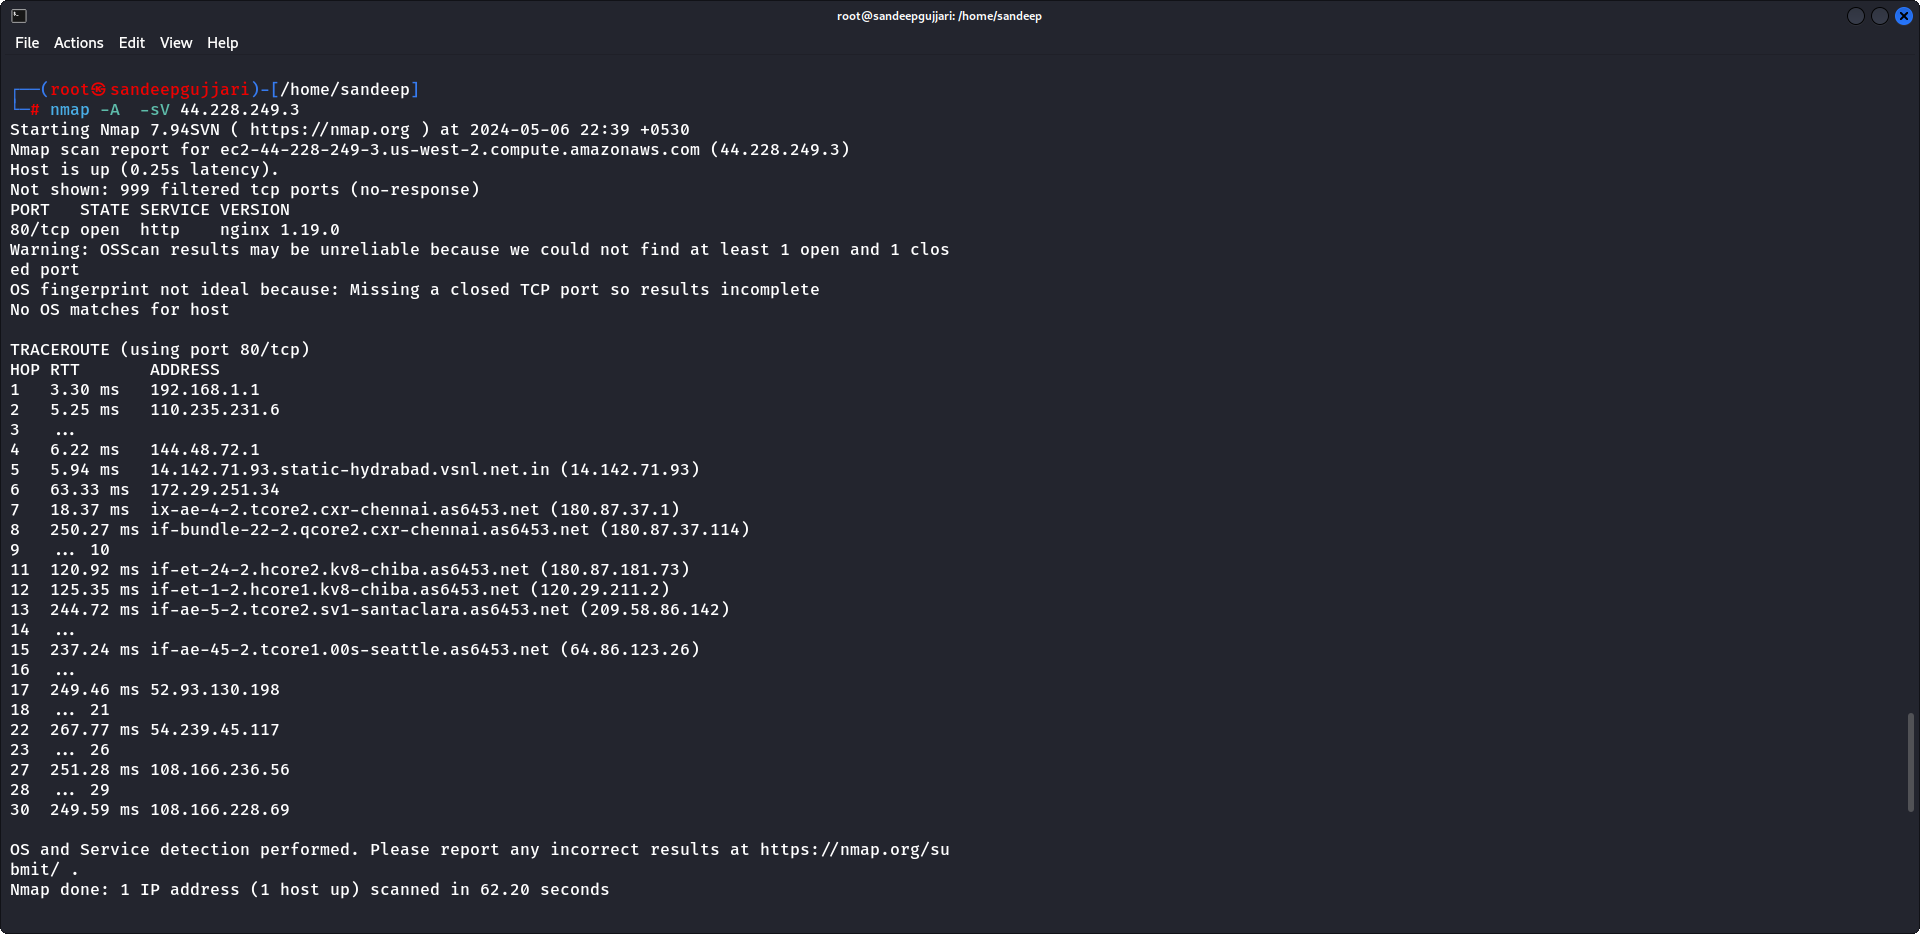 root@sandeepgujjari: /home/sandeep
File Actions Edit View Help
┌──(root㉿sandeepgujjari)-[/home/sandeep]
└─# nmap -A  -sV 44.228.249.3
Starting Nmap 7.94SVN ( https://nmap.org ) at 2024-05-06 22:39 +0530
Nmap scan report for ec2-44-228-249-3.us-west-2.compute.amazonaws.com (44.228.249.3)
Host is up (0.25s latency).
Not shown: 999 filtered tcp ports (no-response)
PORT   STATE SERVICE VERSION
80/tcp open  http    nginx 1.19.0
Warning: OSScan results may be unreliable because we could not find at least 1 open and 1 clos
ed port
OS fingerprint not ideal because: Missing a closed TCP port so results incomplete
No OS matches for host
TRACEROUTE (using port 80/tcp)
HOP RTT       ADDRESS
1   3.30 ms   192.168.1.1
2   5.25 ms   110.235.231.6
3   ...
4   6.22 ms   144.48.72.1
5   5.94 ms   14.142.71.93.static-hydrabad.vsnl.net.in (14.142.71.93)
6   63.33 ms  172.29.251.34
7   18.37 ms  ix-ae-4-2.tcore2.cxr-chennai.as6453.net (180.87.37.1)
8   250.27 ms if-bundle-22-2.qcore2.cxr-chennai.as6453.net (180.87.37.114)
9   ... 10
11  120.92 ms if-et-24-2.hcore2.kv8-chiba.as6453.net (180.87.181.73)
12  125.35 ms if-et-1-2.hcore1.kv8-chiba.as6453.net (120.29.211.2)
13  244.72 ms if-ae-5-2.tcore2.sv1-santaclara.as6453.net (209.58.86.142)
14  ...
15  237.24 ms if-ae-45-2.tcore1.00s-seattle.as6453.net (64.86.123.26)
16  ...
17  249.46 ms 52.93.130.198
18  ... 21
22  267.77 ms 54.239.45.117
23  ... 26
27  251.28 ms 108.166.236.56
28  ... 29
30  249.59 ms 108.166.228.69
OS and Service detection performed. Please report any incorrect results at https://nmap.org/su
bmit/ .
Nmap done: 1 IP address (1 host up) scanned in 62.20 seconds